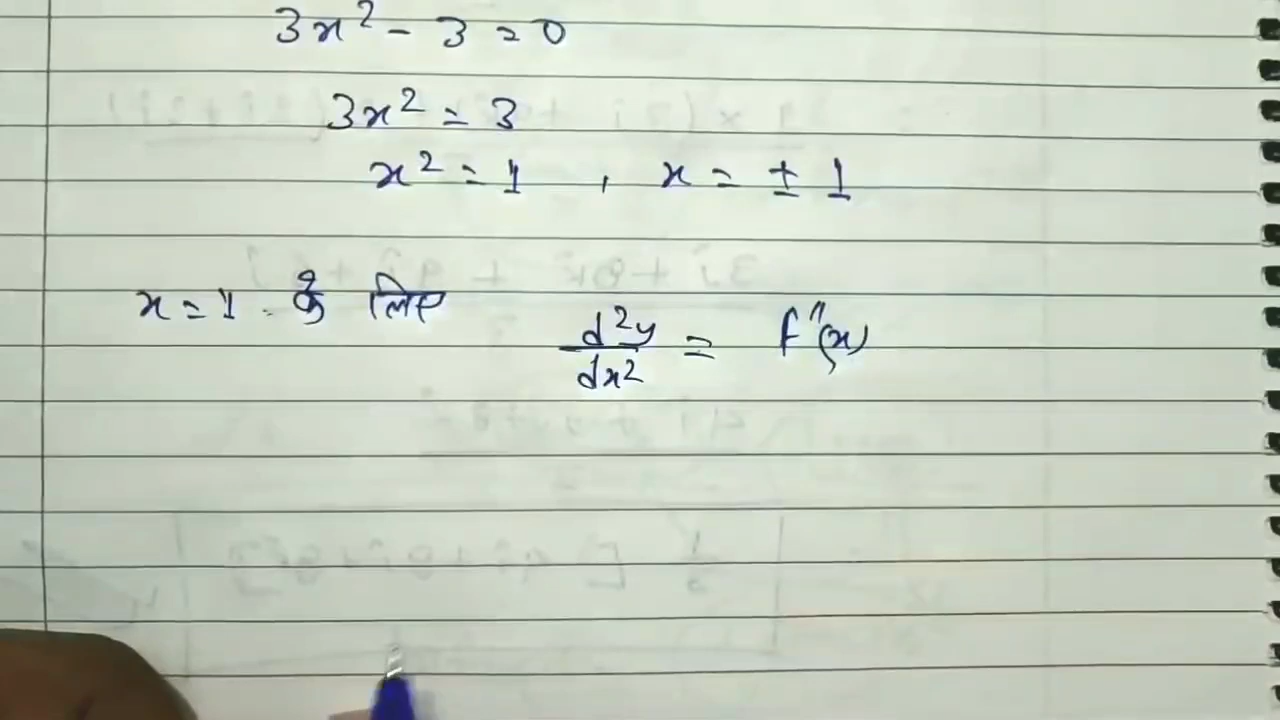 3x² - 3 = 0
3x² = 3
x² = 1 , x = ± 1
x = 1 के लिए
d²y/dx² = f''(x)